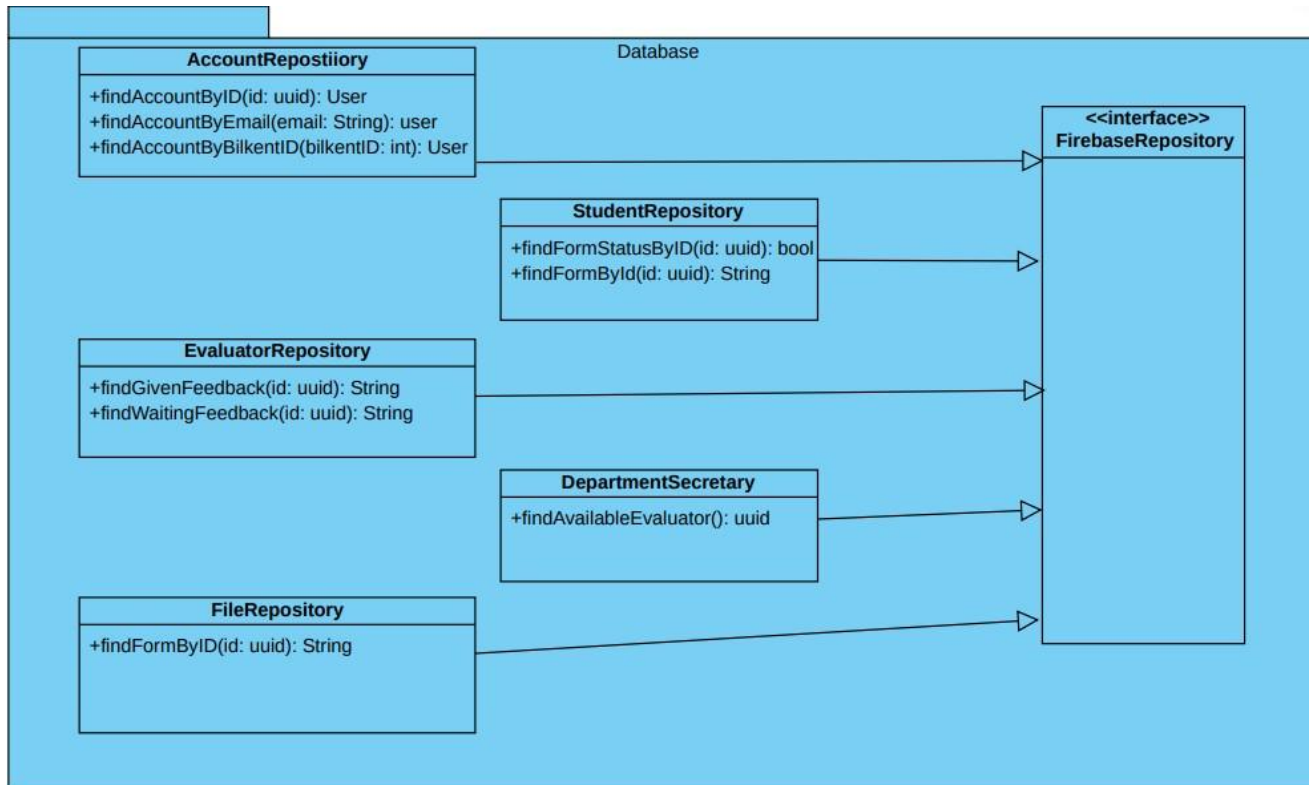 Database
AccountRepostiiory
+findAccountByID(id: uuid): User
+findAccountByEmail(email: String): user
+findAccountByBilkentID(bilkentID: int): User
<<interface>>
FirebaseRepository
StudentRepository
+findFormStatusByID(id: uuid): bool
+findFormById(id: uuid): String
EvaluatorRepository
+findGivenFeedback(id: uuid): String
+findWaitingFeedback(id: uuid): String
DepartmentSecretary
+findAvailableEvaluator(): uuid
FileRepository
+findFormByID(id: uuid): String